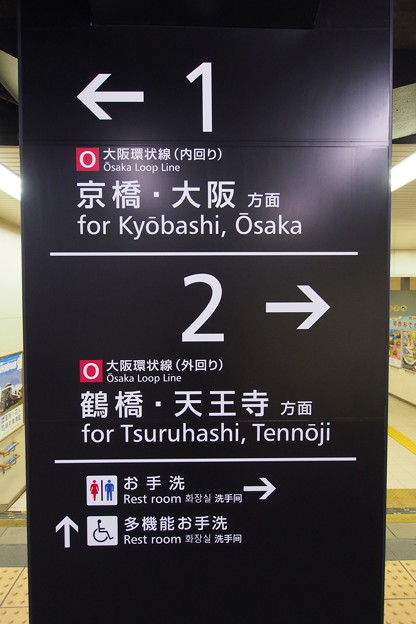 ← 1
O 大阪環状線（内回り）
Ōsaka Loop Line
京橋・大阪 方面
for Kyōbashi, Ōsaka
2 →
O 大阪環状線（外回り）
Ōsaka Loop Line
鶴橋・天王寺 方面
for Tsuruhashi, Tennōji
お手洗 →
Rest room 화장실 洗手间
↑ 多機能お手洗
Rest room 화장실 洗手间